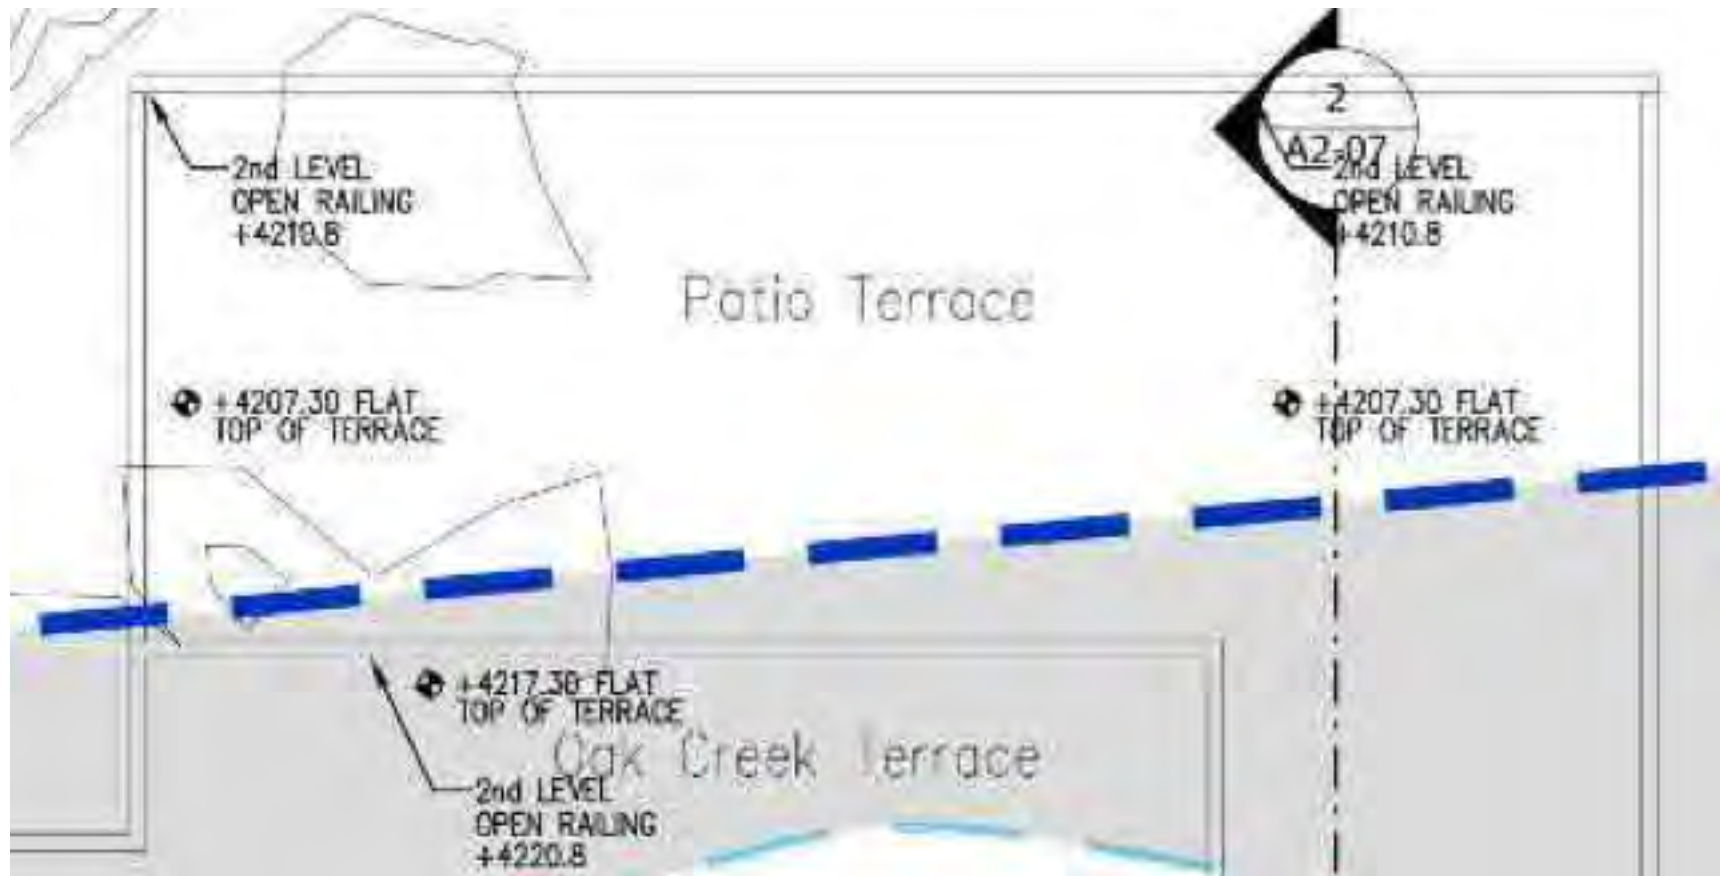 2
A2-07
2nd LEVEL
OPEN RAILING
+4210.8
2nd LEVEL
OPEN RAILING
+4210.8
Patio Terrace
+4207.30 FLAT
TOP OF TERRACE
+4207.30 FLAT
TOP OF TERRACE
+4217.30 FLAT
TOP OF TERRACE
Oak Creek Terrace
2nd LEVEL
OPEN RAILING
+4220.8